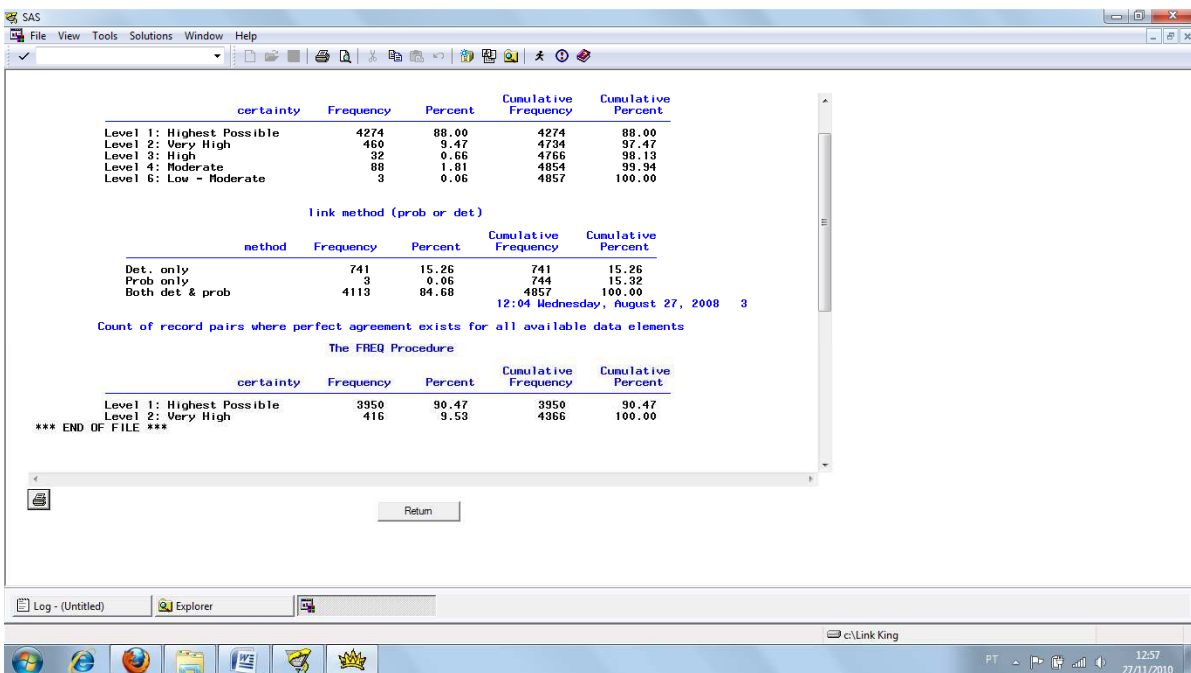 SAS
File View Tools Solutions Window Help
certainty Frequency Percent Cumulative Frequency Cumulative Percent
Level 1: Highest Possible 4274 88.00 4274 88.00
Level 2: Very High 460 9.47 4734 97.47
Level 3: High 32 0.66 4766 98.13
Level 4: Moderate 88 1.81 4854 99.94
Level 6: Low - Moderate 3 0.06 4857 100.00
link method (prob or det)
method Frequency Percent Cumulative Frequency Cumulative Percent
Det. only 741 15.26 741 15.26
Prob only 3 0.06 744 15.32
Both det & prob 4113 84.68 4857 100.00
12:04 Wednesday, August 27, 2008 3
Count of record pairs where perfect agreement exists for all available data elements
The FREQ Procedure
certainty Frequency Percent Cumulative Frequency Cumulative Percent
Level 1: Highest Possible 3950 90.47 3950 90.47
Level 2: Very High 416 9.53 4366 100.00
*** END OF FILE ***
Return
Log - (Untitled) Explorer
c:\Link King
PT 12:57
27/11/2010